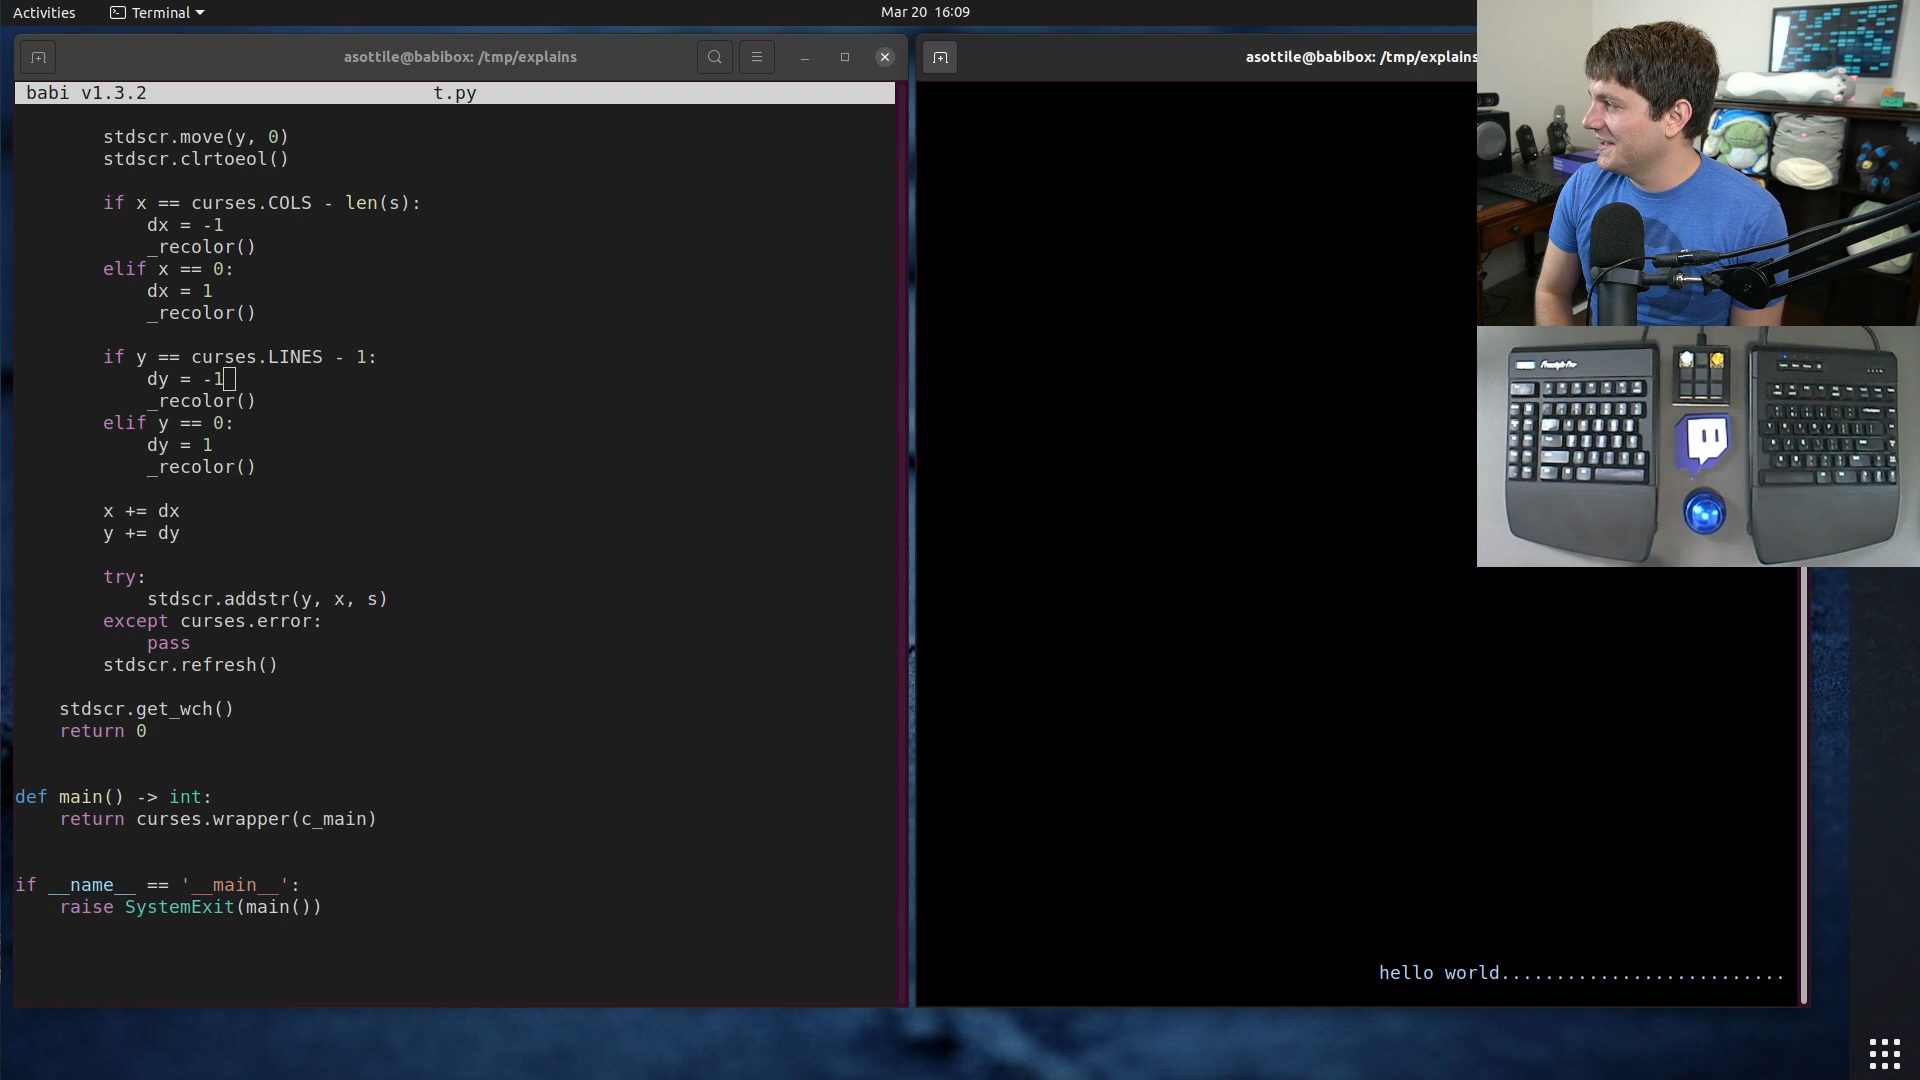 Activities
Terminal
Mar 20 16:09
asottile@babibox: /tmp/explains
babi v1.3.2
t.py
stdscr.move(y, 0)
stdscr.clrtoeol()
if x == curses.COLS - len(s):
dx = -1
_recolor()
elif x == 0:
dx = 1
_recolor()
if y == curses.LINES - 1:
dy = -1
_recolor()
elif y == 0:
dy = 1
_recolor()
x += dx
y += dy
try:
stdscr.addstr(y, x, s)
except curses.error:
pass
stdscr.refresh()
stdscr.get_wch()
return 0
def main() -> int:
return curses.wrapper(c_main)
if __name__ == '__main__':
raise SystemExit(main())
asottile@babibox: /tmp/explains
hello world..........................
Freestyle Pro